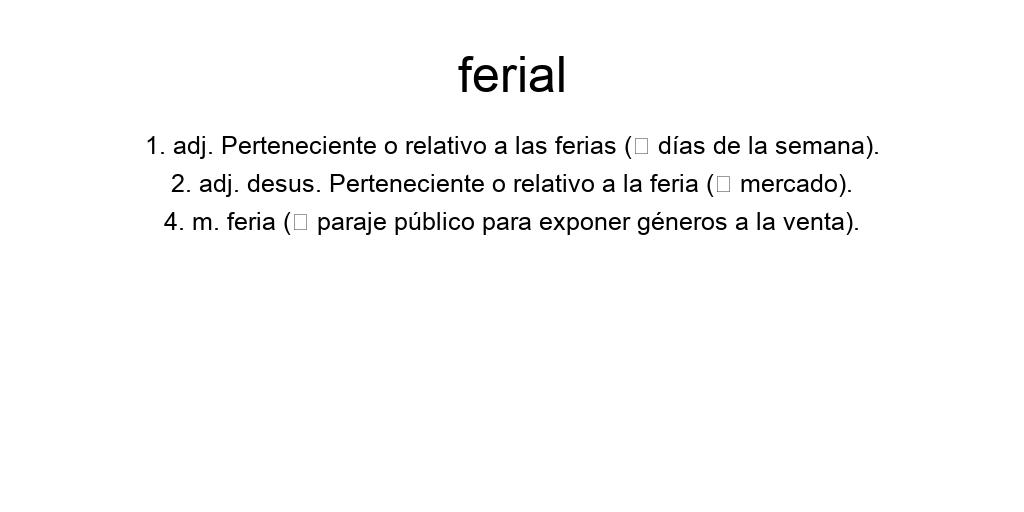 ferial
1. adj. Perteneciente o relativo a las ferias (□ días de la semana).
2. adj. desus. Perteneciente o relativo a la feria (□ mercado).
4. m. feria (□ paraje público para exponer géneros a la venta).